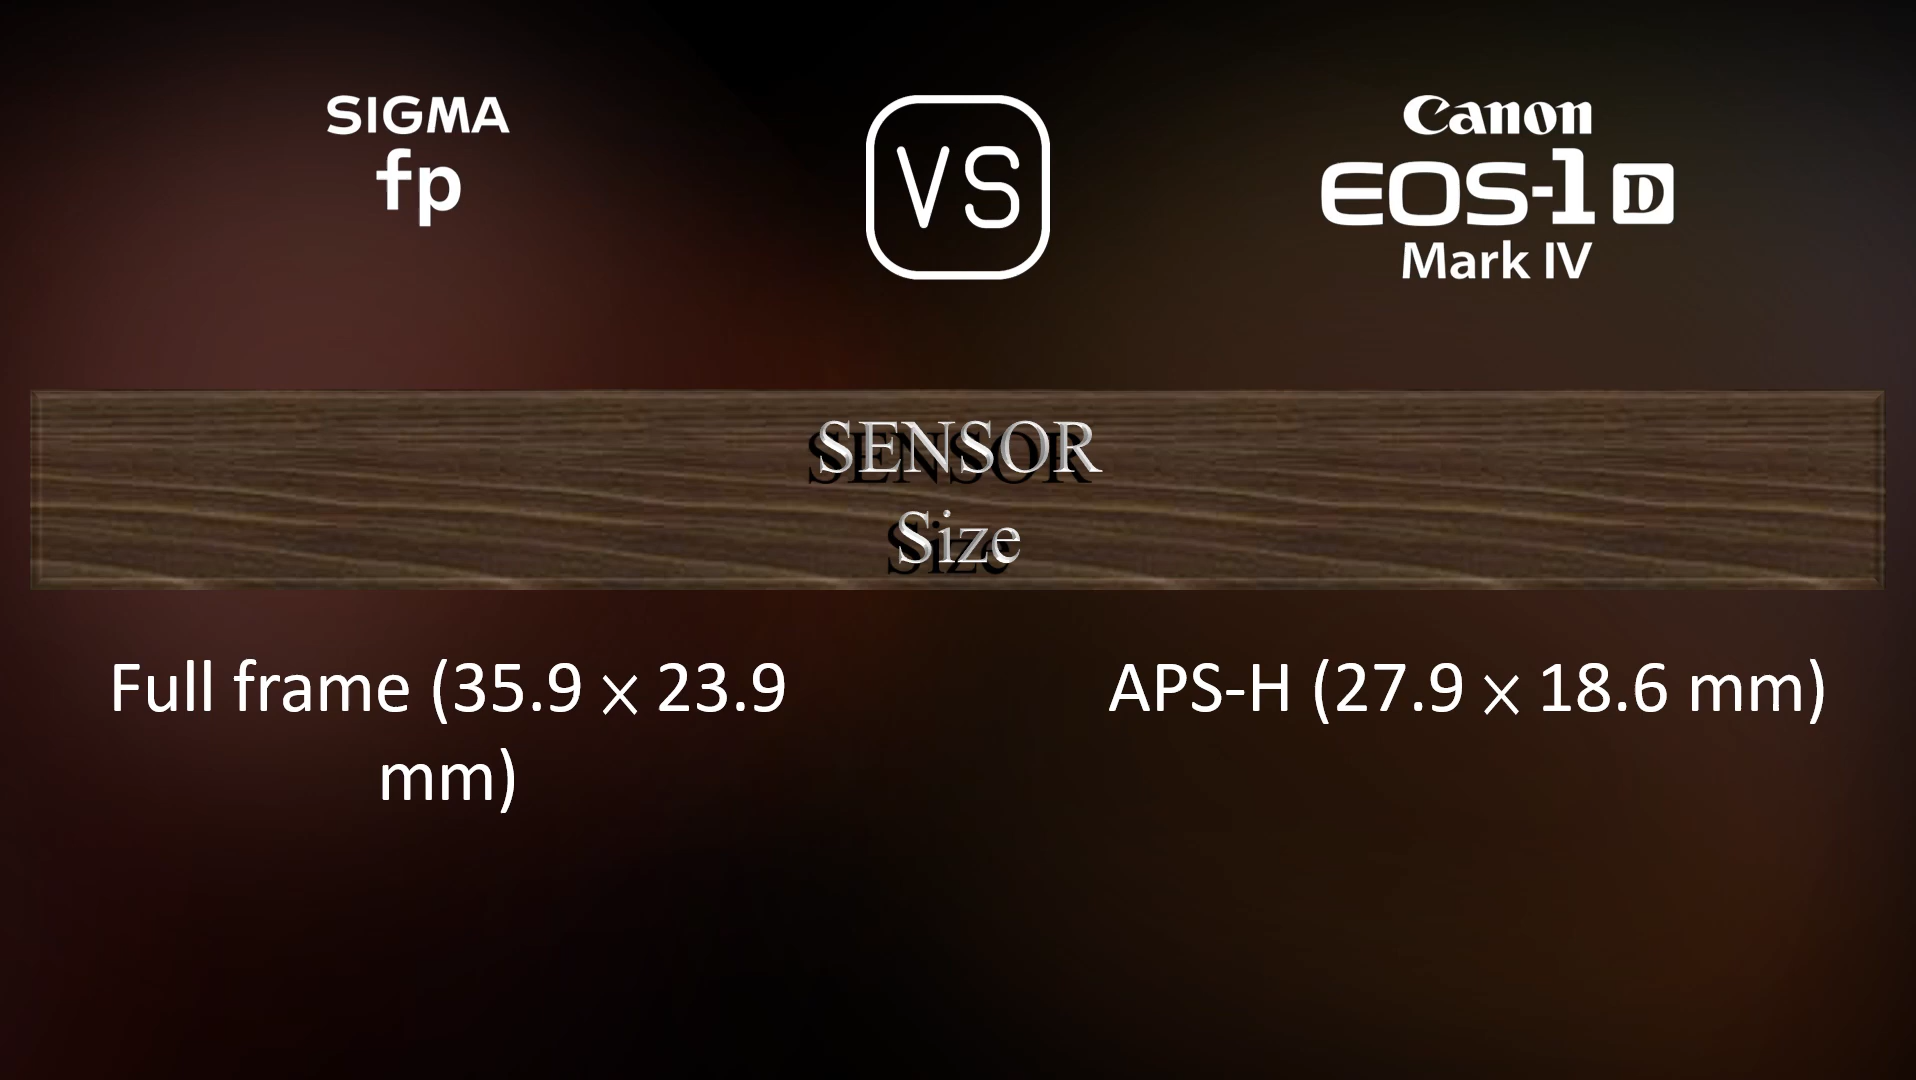 SIGMA
fp
VS
Canon
EOS-1D
Mark IV
SENSOR
Size
Full frame (35.9 x 23.9
mm)
APS-H (27.9 x 18.6 mm)